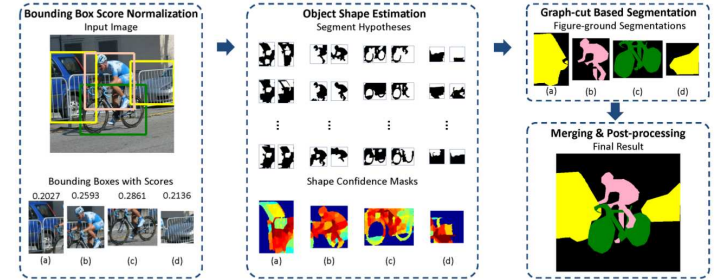 Bounding Box Score Normalization
Input Image
Bounding Boxes with Scores
0.2027 0.2593 0.2861 0.2136
(a) (b) (c) (d)
Object Shape Estimation
Segment Hypotheses
Shape Confidence Masks
(a) (b) (c) (d)
Graph-cut Based Segmentation
Figure-ground Segmentations
(a) (b) (c) (d)
Merging & Post-processing
Final Result